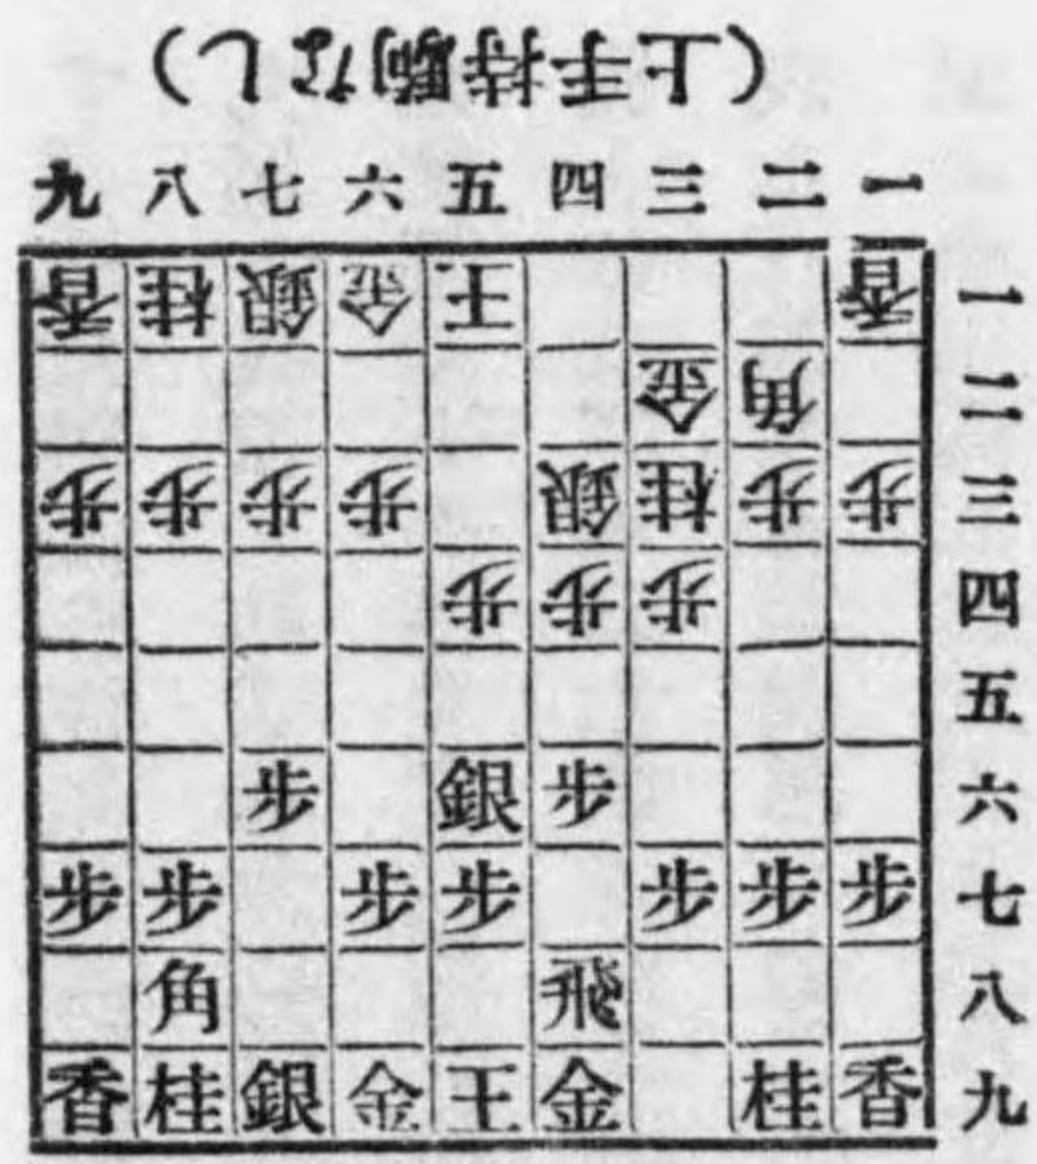 (上手持駒なし)
九 八 七 六 五 四 三 二 一
香 桂 銀 金 王 香 一
金 角 二
歩 歩 歩 歩 銀 桂 歩 歩 三
歩 歩 歩 四
五
歩 銀 歩 六
歩 歩 歩 歩 歩 歩 歩 七
角 飛 八
香 桂 銀 金 王 金 桂 香 九